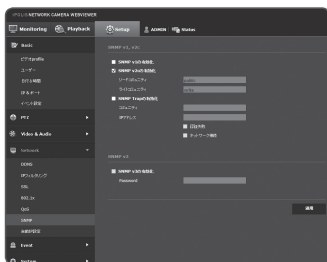 NETWORK CAMERA WEBVIEWER
Monitoring
Playback
Setup
ADMIN
Status
Basic
ビデオprofile
ユーザー
日付と時間
IP & ポート
イベント設定
PTZ
Video & Audio
Network
DDNS
IPフィルタリング
SSL
802.1x
QoS
SNMP
自動IP設定
Event
System
SNMP v1, v2c
SNMP v1の有効化
SNMP v2cの有効化
リードコミュニティ
public
ライトコミュニティ
write
SNMP Trapの有効化
コミュニティ
IPアドレス
認証失敗
ネットワーク接続
SNMP v3
SNMP v3の有効化
Password
適用